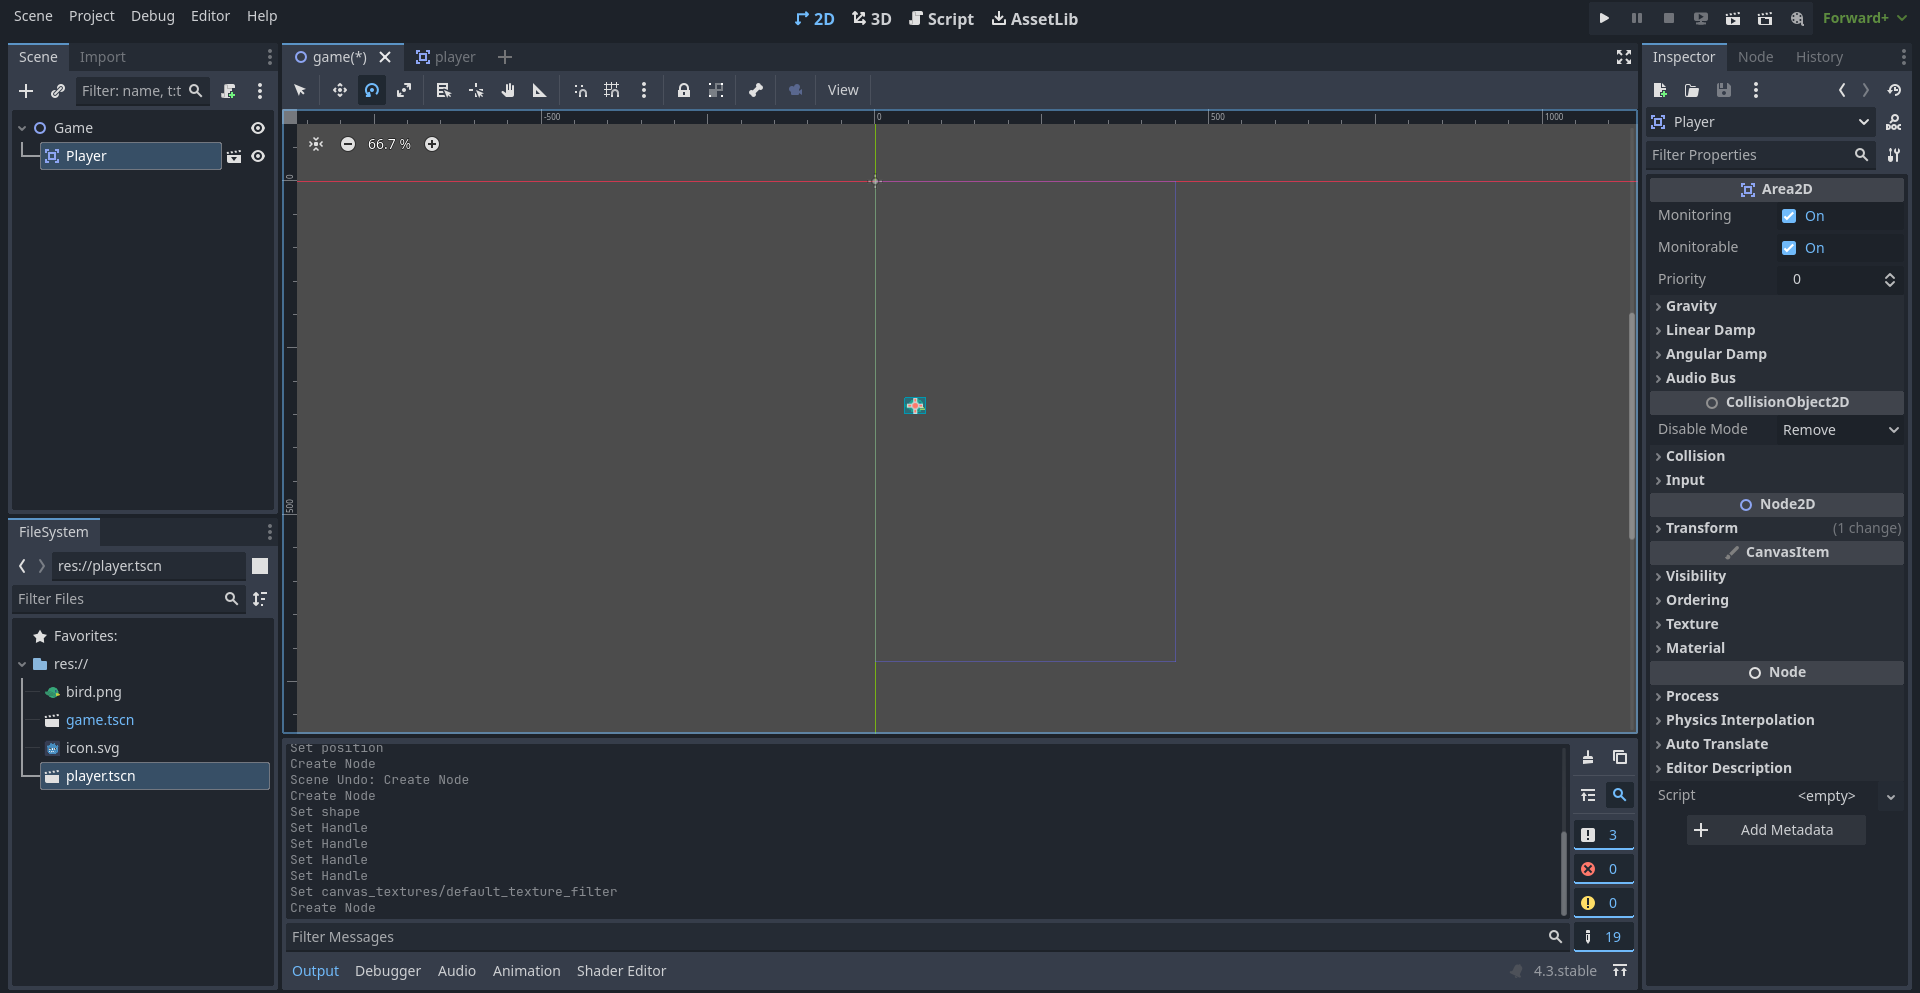 Scene Project Debug Editor Help
2D 3D Script AssetLib
Forward+
Scene Import
Filter: name, t:t
Game
Player
FileSystem
res://player.tscn
Filter Files
Favorites:
res://
bird.png
game.tscn
icon.svg
player.tscn
game(*) player
View
-500 0 500 1000
66.7 %
0
500
Set position
Create Node
Scene Undo: Create Node
Create Node
Set shape
Set Handle
Set Handle
Set Handle
Set Handle
Set canvas_textures/default_texture_filter
Create Node
3
0
0
19
Filter Messages
Output Debugger Audio Animation Shader Editor
4.3.stable
Inspector Node History
Player
DOC
Filter Properties
Area2D
Monitoring On
Monitorable On
Priority 0
Gravity
Linear Damp
Angular Damp
Audio Bus
CollisionObject2D
Disable Mode Remove
Collision
Input
Node2D
Transform (1 change)
CanvasItem
Visibility
Ordering
Texture
Material
Node
Process
Physics Interpolation
Auto Translate
Editor Description
Script <empty>
Add Metadata